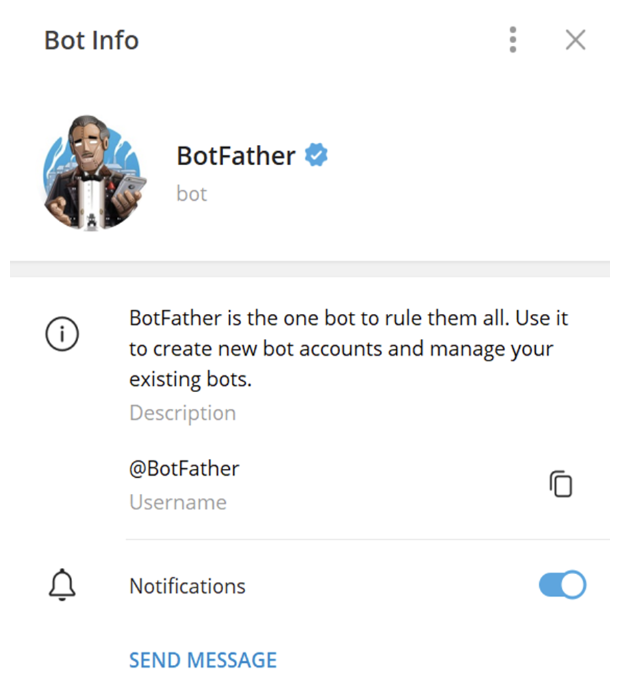 Bot Info
BotFather
bot
BotFather is the one bot to rule them all. Use it
to create new bot accounts and manage your
existing bots.
Description
@BotFather
Username
Notifications
SEND MESSAGE